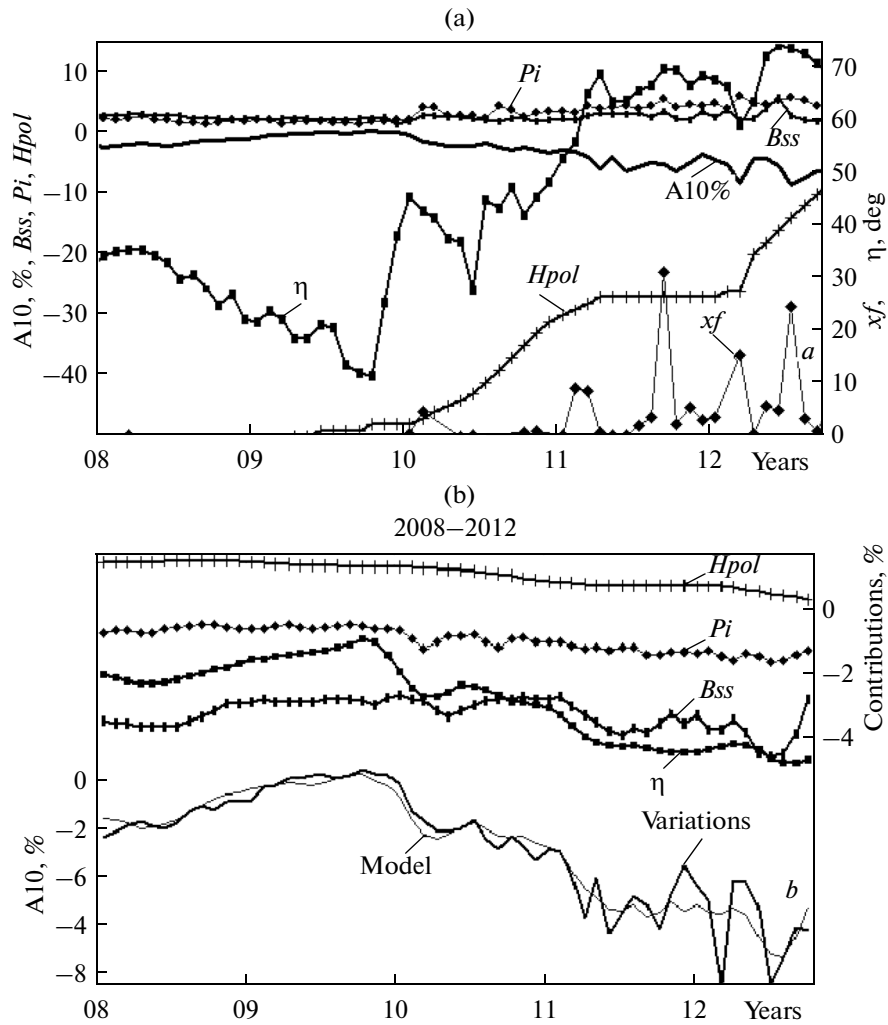 (a)
A10, %, Bss, Pi, Hpol
10
0
−10
−20
−30
−40
Pi
Bss
A10%
η
Hpol
xf
a
70
60
50
40
30
20
10
0
xf, η, deg
08 09 10 11 12 Years
(b)
2008−2012
Hpol
Pi
Bss
η
0
−2
−4
Contributions, %
A10, %
0
−2
−6
−4
−8
Model
Variations
b
08 09 10 11 12 Years